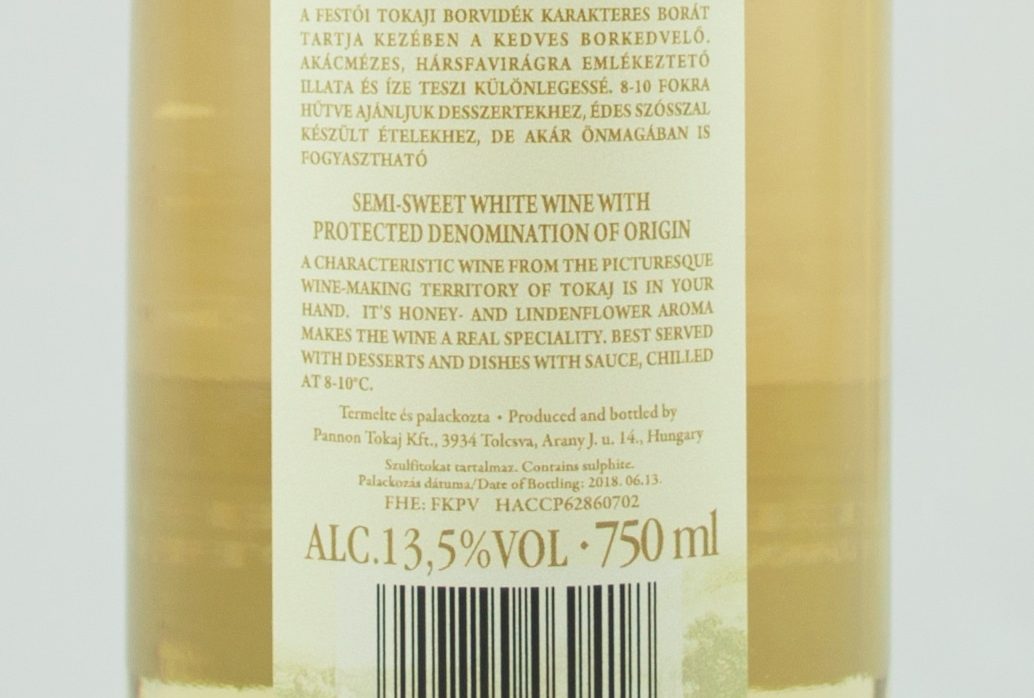 A FESTŐI TOKAJI BORVIDÉK KARAKTERES BORÁT
TARTJA KEZÉBEN A KEDVES BORKEDVELŐ.
AKÁCMÉZES, HÁRSFAVIRÁGRA EMLÉKEZTETŐ
ILLATA ÉS ÍZE TESZI KÜLÖNLEGESSÉ. 8-10 FOKRA
HŰTVE AJÁNLJUK DESSZERTEKHEZ, ÉDES SZÓSSZAL
KÉSZÜLT ÉTELEKHEZ, DE AKÁR ÖNMAGÁBAN IS
FOGYASZTHATÓ
SEMI-SWEET WHITE WINE WITH
PROTECTED DENOMINATION OF ORIGIN
A CHARACTERISTIC WINE FROM THE PICTURESQUE
WINE-MAKING TERRITORY OF TOKAJ IS IN YOUR
HAND. IT'S HONEY- AND LINDENFLOWER AROMA
MAKES THE WINE A REAL SPECIALITY. BEST SERVED
WITH DESSERTS AND DISHES WITH SAUCE, CHILLED
AT 8-10°C.
Termelte és palackozta • Produced and bottled by
Pannon Tokaj Kft., 3934 Tolcsva, Arany J. u. 14., Hungary
Szulfitokat tartalmaz. Contains sulphite.
Palackozás dátuma/Date of Bottling: 2018. 06.13.
FHE: FKPV HACCP62860702
ALC.13,5%VOL • 750 ml